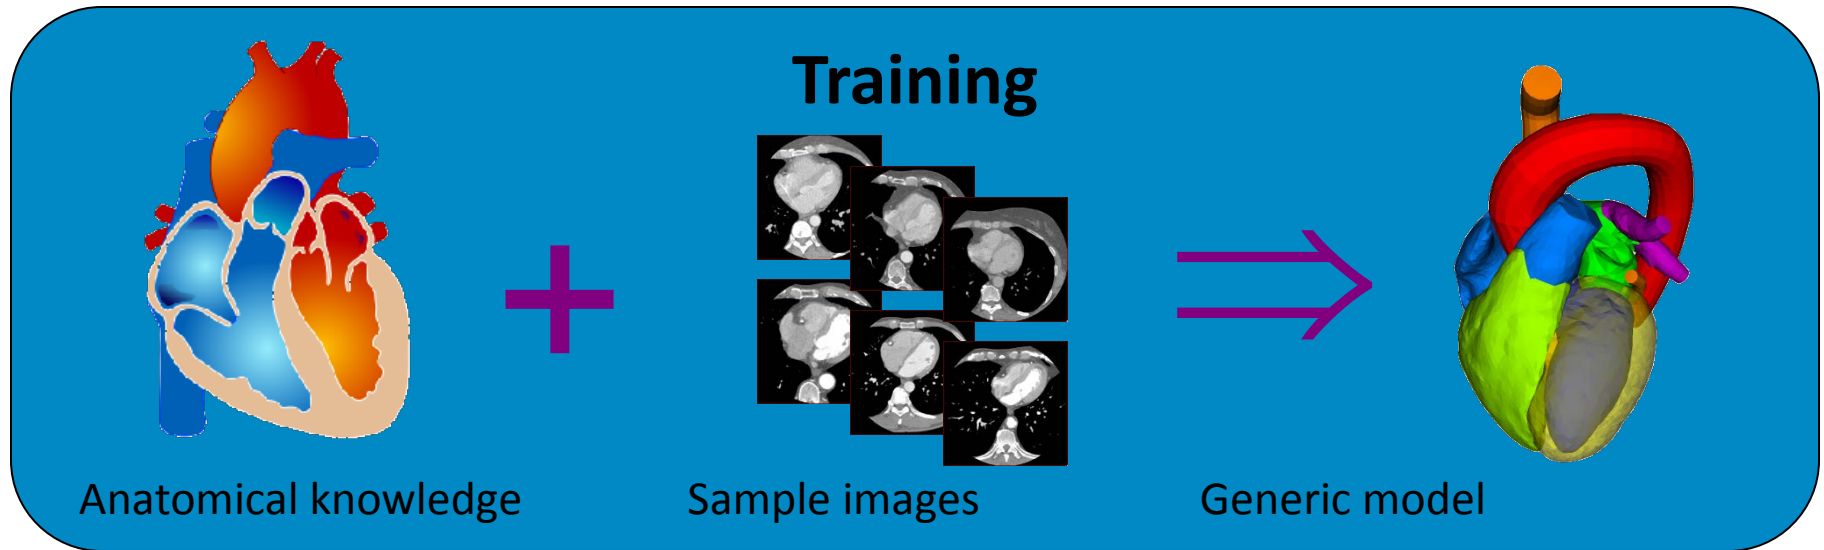 Training
Anatomical knowledge
Sample images
Generic model